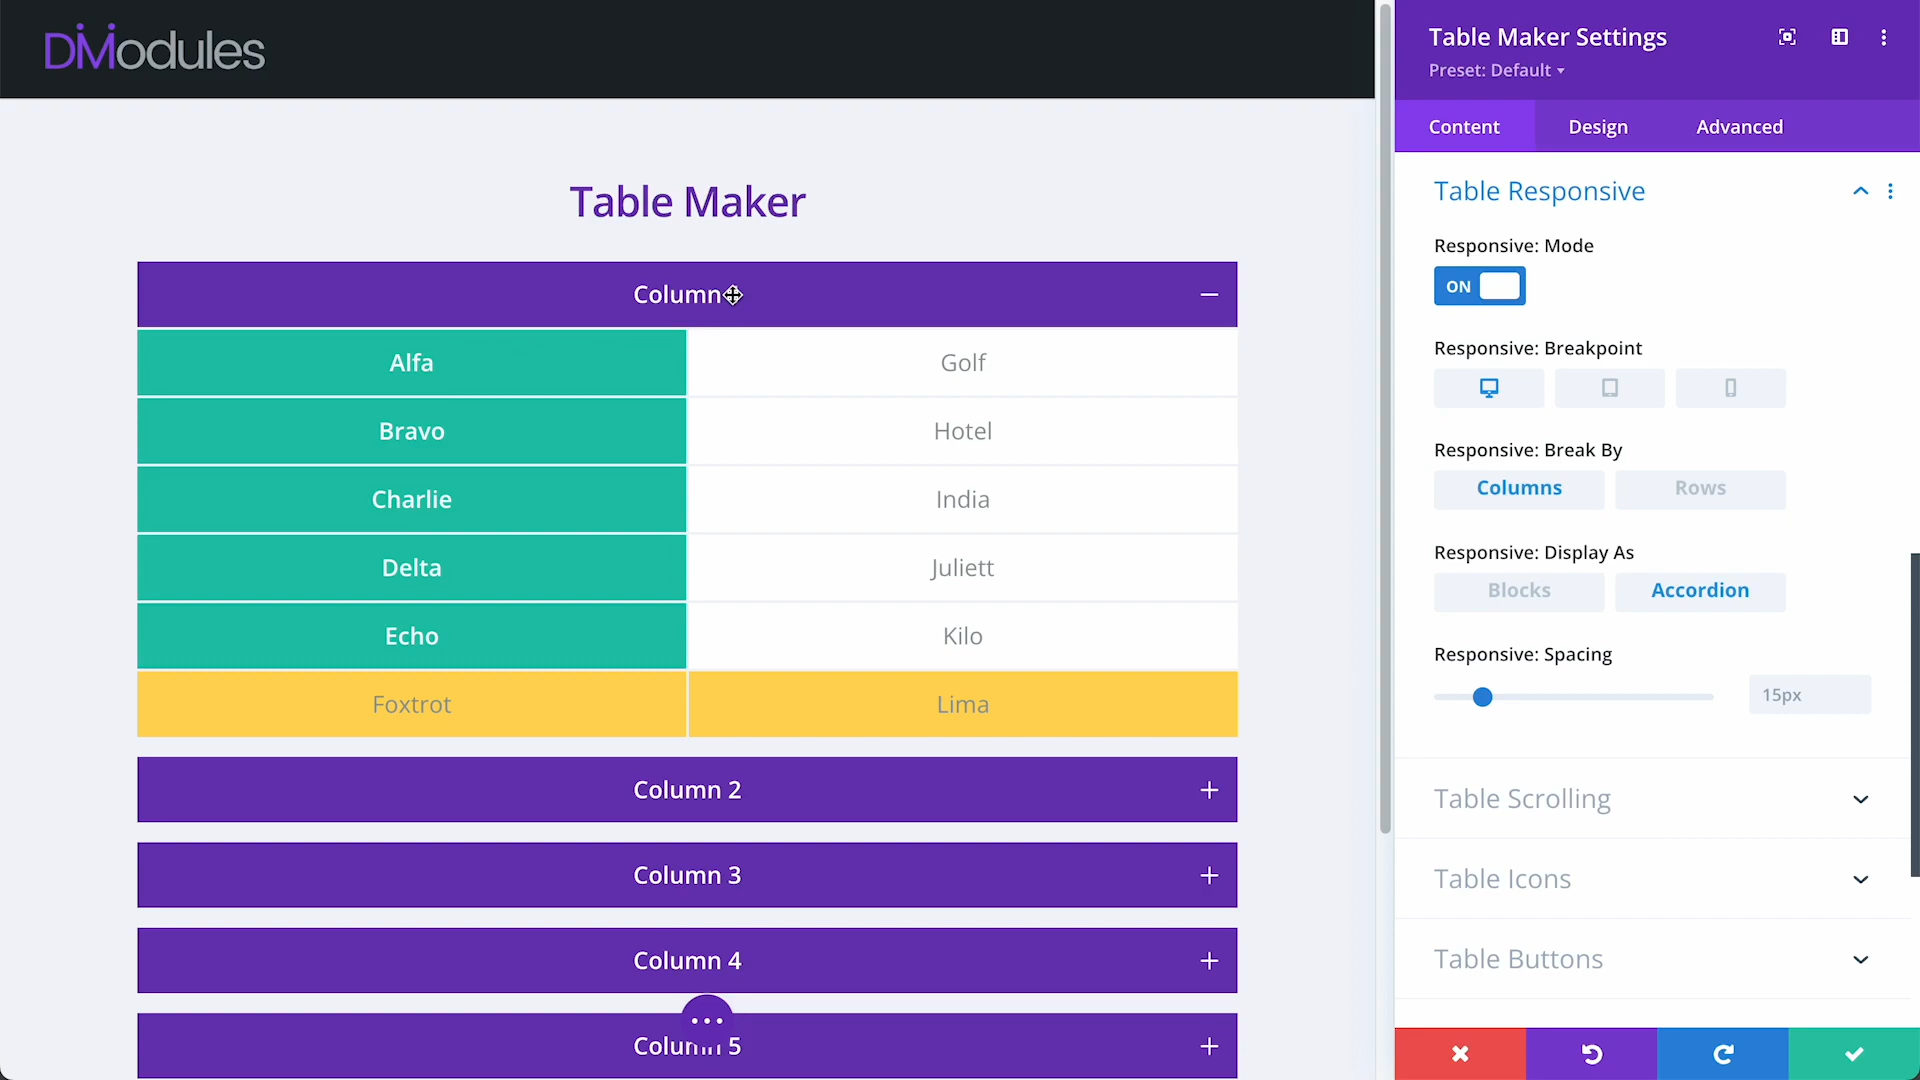 DiModules
Table Maker
Column
Alfa Golf
Bravo Hotel
Charlie India
Delta Juliett
Echo Kilo
Foxtrot Lima
Column 2
Column 3
Column 4
Column 5
Table Maker Settings
Preset: Default
Content Design Advanced
Table Responsive
Responsive: Mode
ON
Responsive: Breakpoint
Responsive: Break By
Columns Rows
Responsive: Display As
Blocks Accordion
Responsive: Spacing
15px
Table Scrolling
Table Icons
Table Buttons